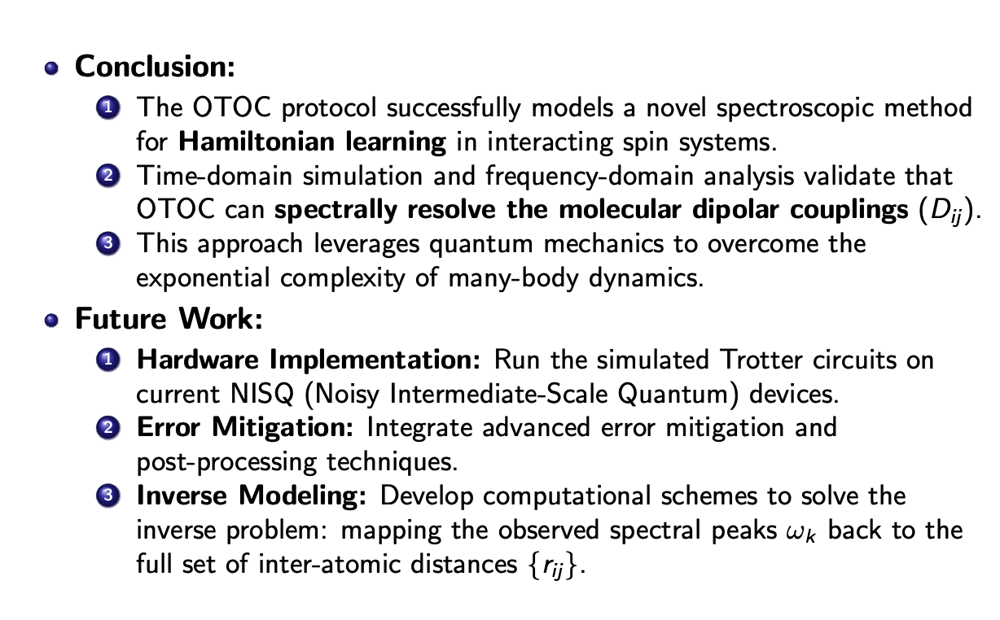 Conclusion:
1 The OTOC protocol successfully models a novel spectroscopic method
for Hamiltonian learning in interacting spin systems.
2 Time-domain simulation and frequency-domain analysis validate that
OTOC can spectrally resolve the molecular dipolar couplings (D_ij).
3 This approach leverages quantum mechanics to overcome the
exponential complexity of many-body dynamics.
Future Work:
1 Hardware Implementation: Run the simulated Trotter circuits on
current NISQ (Noisy Intermediate-Scale Quantum) devices.
2 Error Mitigation: Integrate advanced error mitigation and
post-processing techniques.
3 Inverse Modeling: Develop computational schemes to solve the
inverse problem: mapping the observed spectral peaks ω_k back to the
full set of inter-atomic distances {r_ij}.